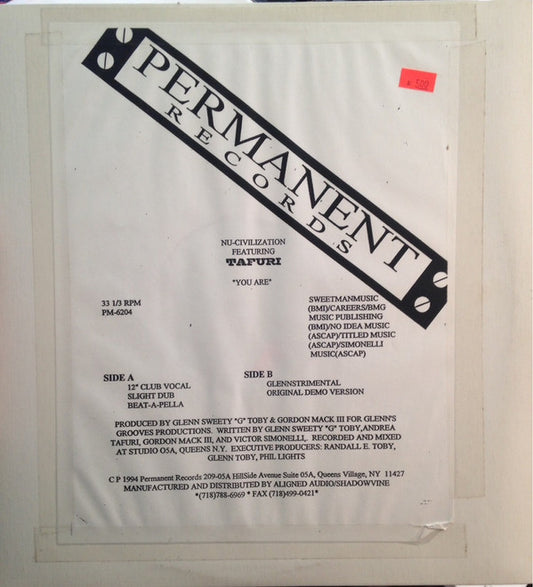 PERMANENT
RECORDS
5.00
NU-CIVILIZATION
FEATURING
TAFURI
"YOU ARE"
33 1/3 RPM
PM-6204
SWEETMANMUSIC
(BMI)/CAREERS/BMG
MUSIC PUBLISHING
(BMI)/NO IDEA MUSIC
(ASCAP)/TITLED MUSIC
(ASCAP)/SIMONELLI
MUSIC(ASCAP)
SIDE A
12" CLUB VOCAL
SLIGHT DUB
BEAT-A-PELLA
SIDE B
GLENNSTRIMENTAL
ORIGINAL DEMO VERSION
PRODUCED BY GLENN SWEETY "G" TOBY & GORDON MACK III FOR GLENN'S
GROOVES PRODUCTIONS. WRITTEN BY GLENN SWEETY "G" TOBY,ANDREA
TAFURI, GORDON MACK III, AND VICTOR SIMONELLI, RECORDED AND MIXED
AT STUDIO O5A, QUEENS N.Y. EXECUTIVE PRODUCERS: RANDALL E. TOBY,
GLENN TOBY, PHIL LIGHTS
C P 1994 Permanent Records 209-05A HillSide Avenue Suite 05A, Queens Village, NY 11427
MANUFACTURED AND DISTRIBUTED BY ALIGNED AUDIO/SHADOWVINE
*(718)788-6969 * FAX (718)499-0421*